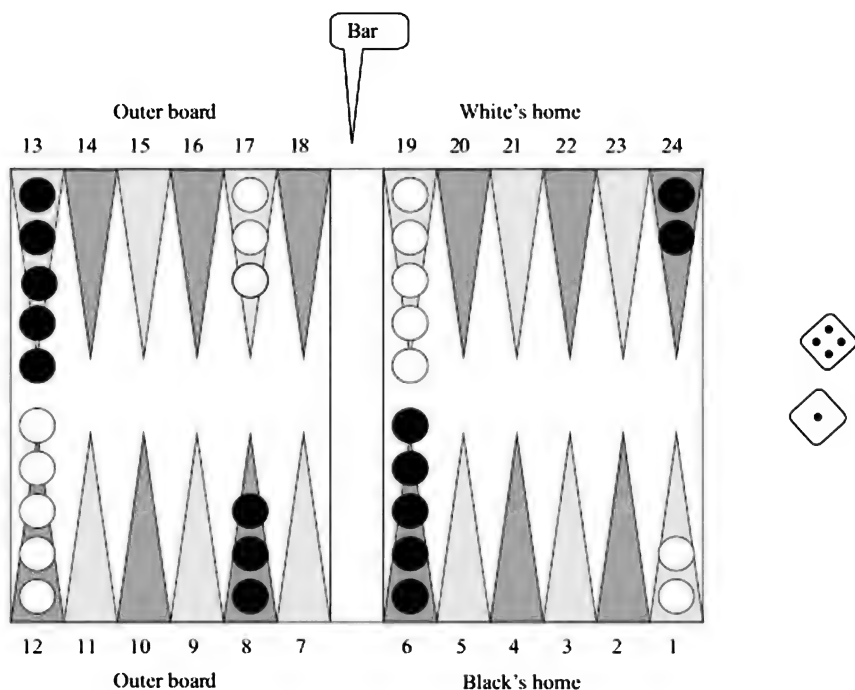 Bar
Outer board White's home
13 14 15 16 17 18 19 20 21 22 23 24
12 11 10 9 8 7 6 5 4 3 2 1
Outer board Black's home